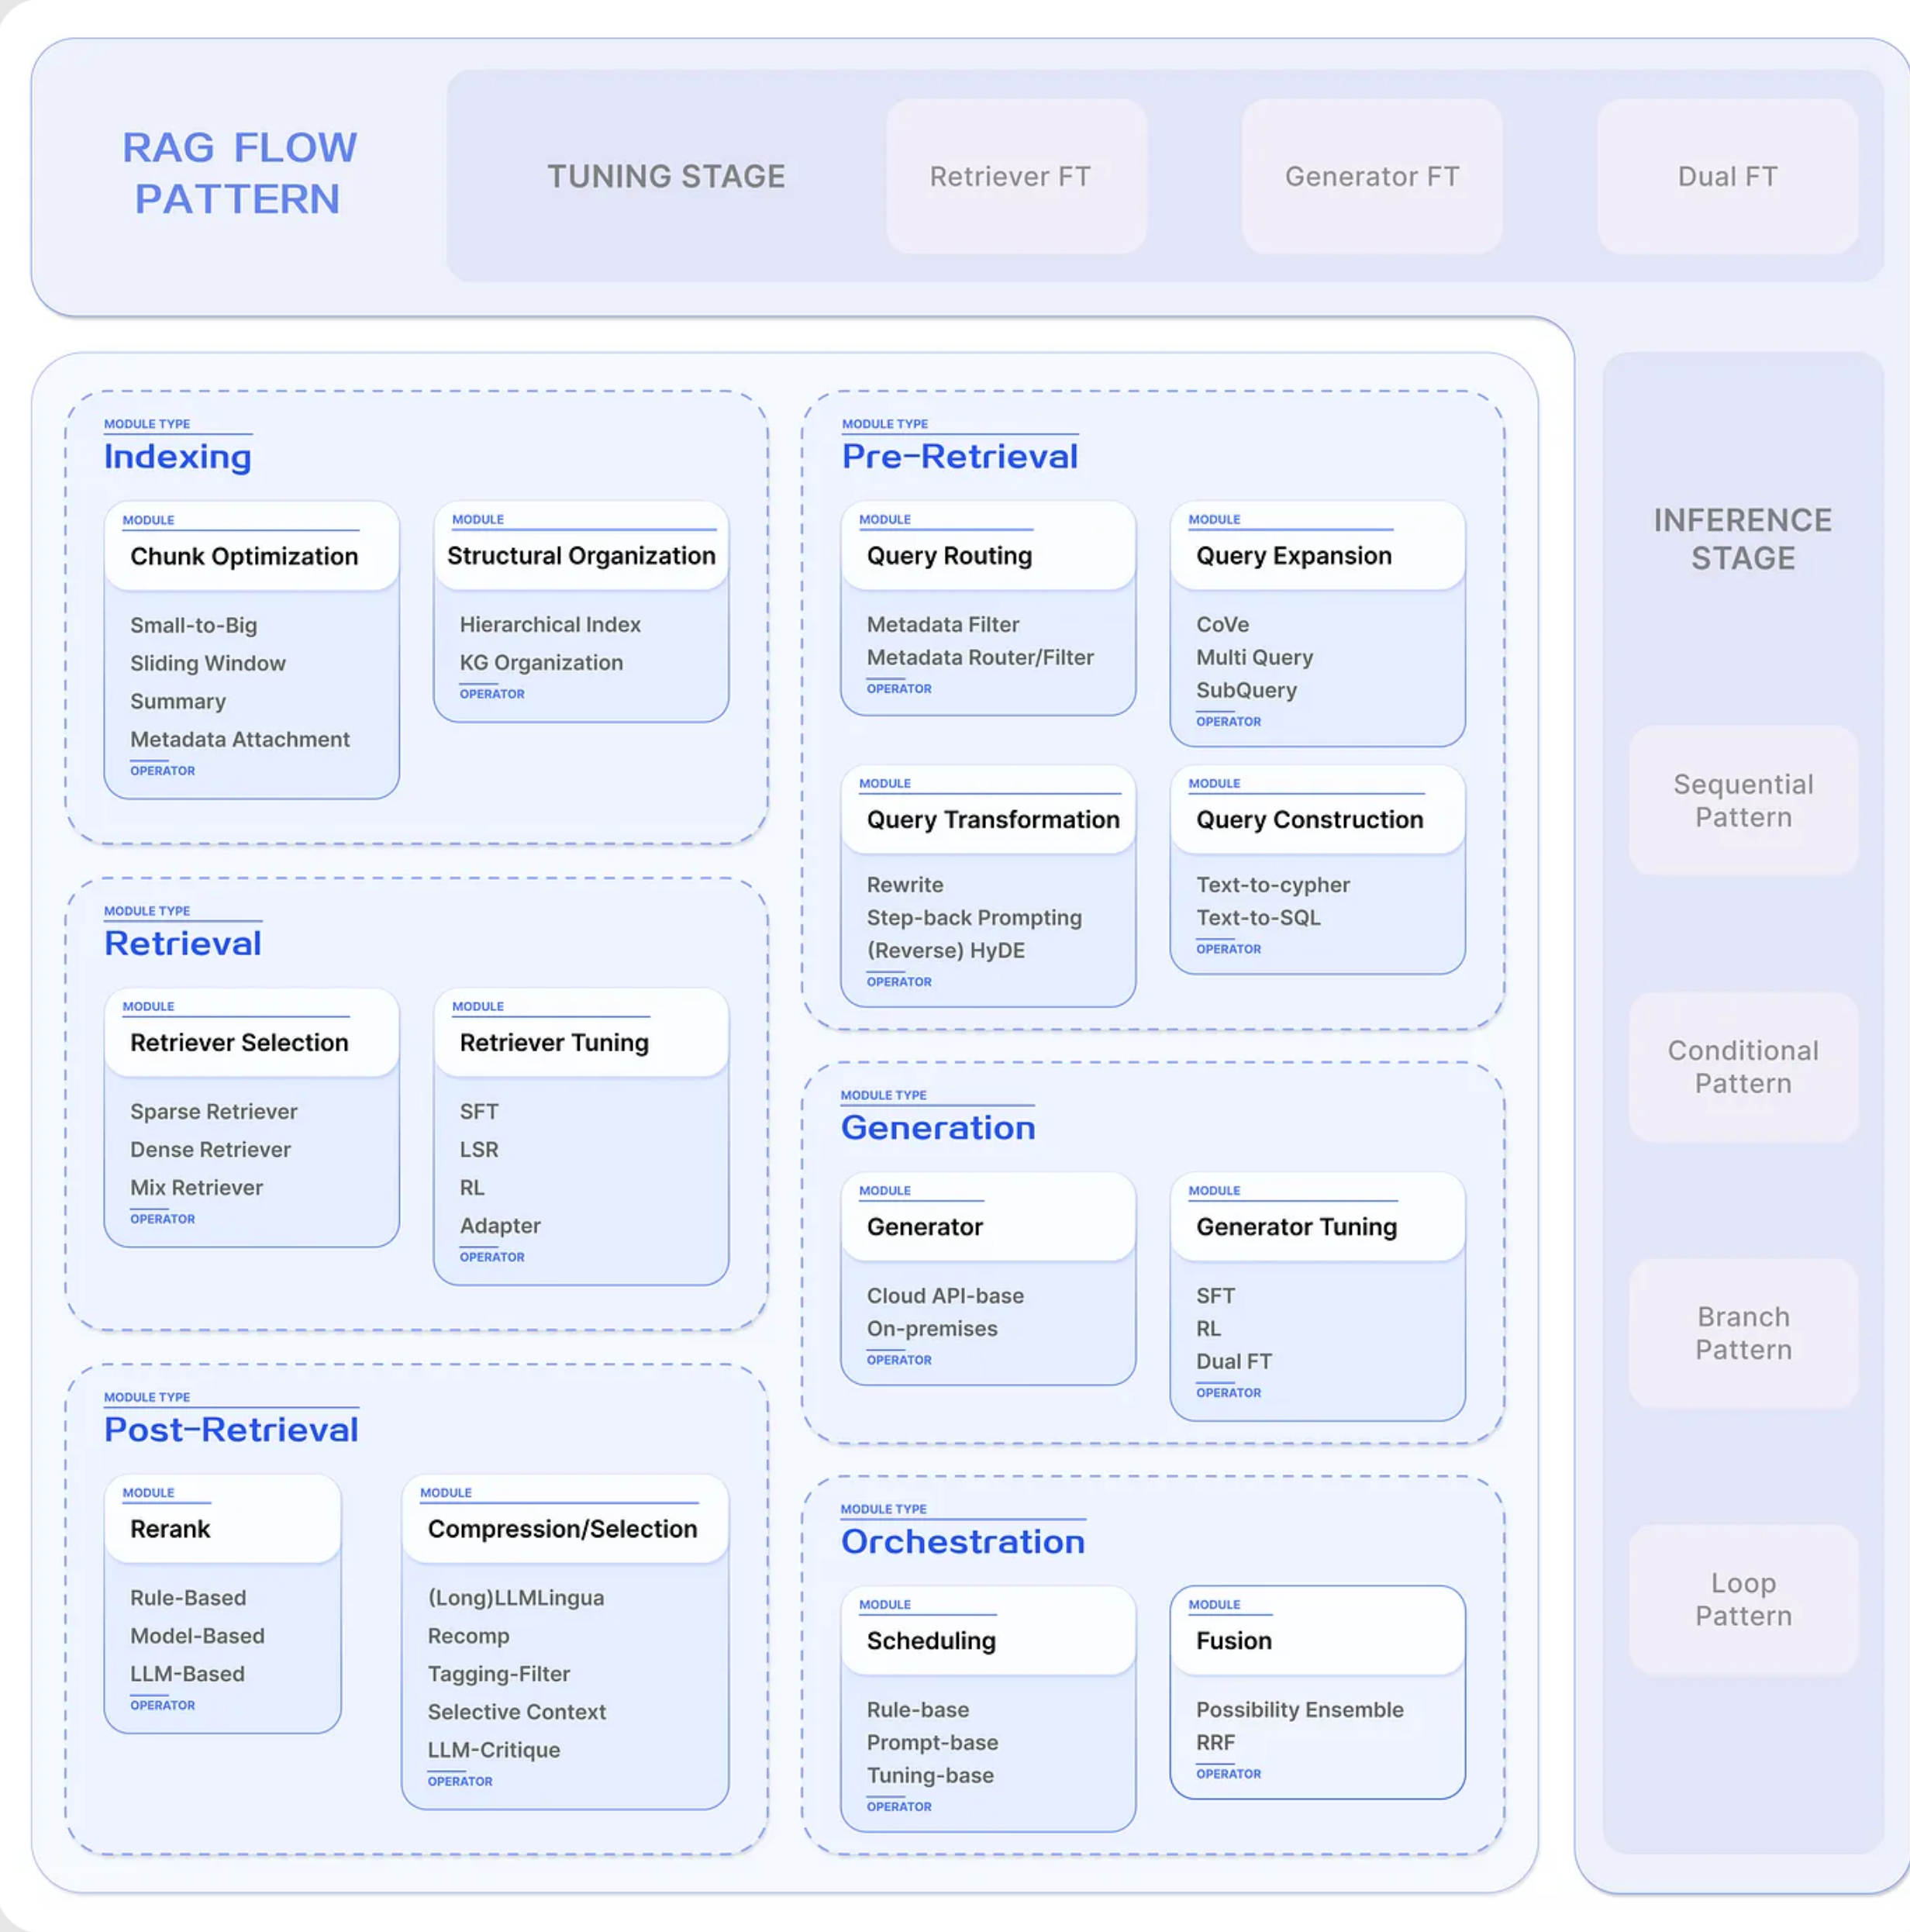 RAG FLOW
PATTERN
TUNING STAGE
Retriever FT
Generator FT
Dual FT
MODULE TYPE
Indexing
MODULE
Chunk Optimization
Small-to-Big
Sliding Window
Summary
Metadata Attachment
OPERATOR
MODULE
Structural Organization
Hierarchical Index
KG Organization
OPERATOR
MODULE TYPE
Pre-Retrieval
MODULE
Query Routing
Metadata Filter
Metadata Router/Filter
OPERATOR
MODULE
Query Expansion
CoVe
Multi Query
SubQuery
OPERATOR
MODULE
Query Transformation
Rewrite
Step-back Prompting
(Reverse) HyDE
OPERATOR
MODULE
Query Construction
Text-to-cypher
Text-to-SQL
OPERATOR
MODULE TYPE
Retrieval
MODULE
Retriever Selection
Sparse Retriever
Dense Retriever
Mix Retriever
OPERATOR
MODULE
Retriever Tuning
SFT
LSR
RL
Adapter
OPERATOR
MODULE TYPE
Generation
MODULE
Generator
Cloud API-base
On-premises
OPERATOR
MODULE
Generator Tuning
SFT
RL
Dual FT
OPERATOR
MODULE TYPE
Post-Retrieval
MODULE
Rerank
Rule-Based
Model-Based
LLM-Based
OPERATOR
MODULE
Compression/Selection
(Long)LLMLingua
Recomp
Tagging-Filter
Selective Context
LLM-Critique
OPERATOR
MODULE TYPE
Orchestration
MODULE
Scheduling
Rule-base
Prompt-base
Tuning-base
OPERATOR
MODULE
Fusion
Possibility Ensemble
RRF
OPERATOR
INFERENCE
STAGE
Sequential
Pattern
Conditional
Pattern
Branch
Pattern
Loop
Pattern